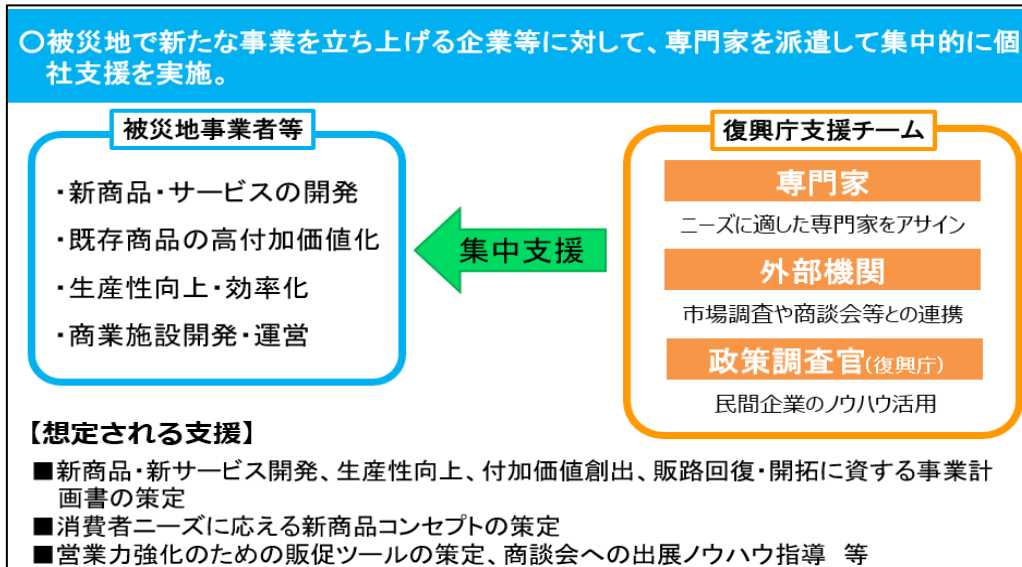 〇被災地で新たな事業を立ち上げる企業等に対して、専門家を派遣して集中的に個
社支援を実施。
被災地事業者等
・新商品・サービスの開発
・既存商品の高付加価値化
・生産性向上・効率化
・商業施設開発・運営
集中支援
復興庁支援チーム
専門家
ニーズに適した専門家をアサイン
外部機関
市場調査や商談会等との連携
政策調査官(復興庁)
民間企業のノウハウ活用
【想定される支援】
■新商品・新サービス開発、生産性向上、付加価値創出、販路回復・開拓に資する事業計
画書の策定
■消費者ニーズに応える新商品コンセプトの策定
■営業力強化のための販促ツールの策定、商談会への出展ノウハウ指導 等